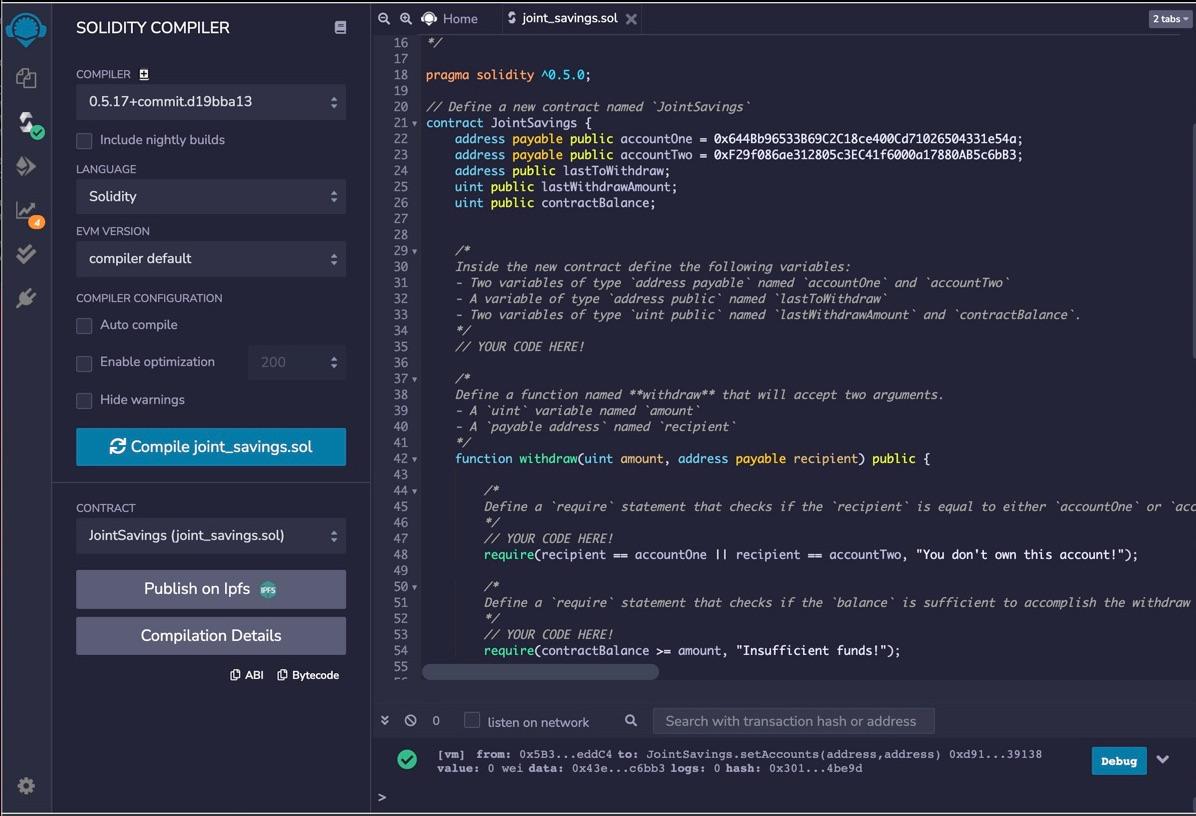 SOLIDITY COMPILER
COMPILER
0.5.17+commit.d19bba13
Include nightly builds
LANGUAGE
Solidity
EVM VERSION
compiler default
COMPILER CONFIGURATION
Auto compile
Enable optimization 200
Hide warnings
Compile joint_savings.sol
CONTRACT
JointSavings (joint_savings.sol)
Publish on Ipfs IPFS
Compilation Details
ABI Bytecode
4
Home joint_savings.sol 2 tabs
16 */
17
18 pragma solidity ^0.5.0;
19
20 // Define a new contract named `JointSavings`
21 contract JointSavings {
22 address payable public accountOne = 0x644Bb96533B69C2C18ce400Cd71026504331e54a;
23 address payable public accountTwo = 0xF29f086ae312805c3EC41f6000a17880AB5c6bB3;
24 address public lastToWithdraw;
25 uint public lastWithdrawAmount;
26 uint public contractBalance;
27
28
29 /*
30 Inside the new contract define the following variables:
31 - Two variables of type `address payable` named `accountOne` and `accountTwo`
32 - A variable of type `address public` named `lastToWithdraw`
33 - Two variables of type `uint public` named `lastWithdrawAmount` and `contractBalance`.
34 */
35 // YOUR CODE HERE!
36
37 /*
38 Define a function named **withdraw** that will accept two arguments.
39 - A `uint` variable named `amount`
40 - A `payable address` named `recipient`
41 */
42 function withdraw(uint amount, address payable recipient) public {
43
44 /*
45 Define a `require` statement that checks if the `recipient` is equal to either `accountOne` or `acc
46 */
47 // YOUR CODE HERE!
48 require(recipient == accountOne || recipient == accountTwo, "You don't own this account!");
49
50 /*
51 Define a `require` statement that checks if the `balance` is sufficient to accomplish the withdraw
52 */
53 // YOUR CODE HERE!
54 require(contractBalance >= amount, "Insufficient funds!");
55
0 listen on network Search with transaction hash or address
[vm] from: 0x5B3...eddC4 to: JointSavings.setAccounts(address,address) 0xd91...39138
value: 0 wei data: 0x43e...c6bb3 logs: 0 hash: 0x301...4be9d
Debug
>